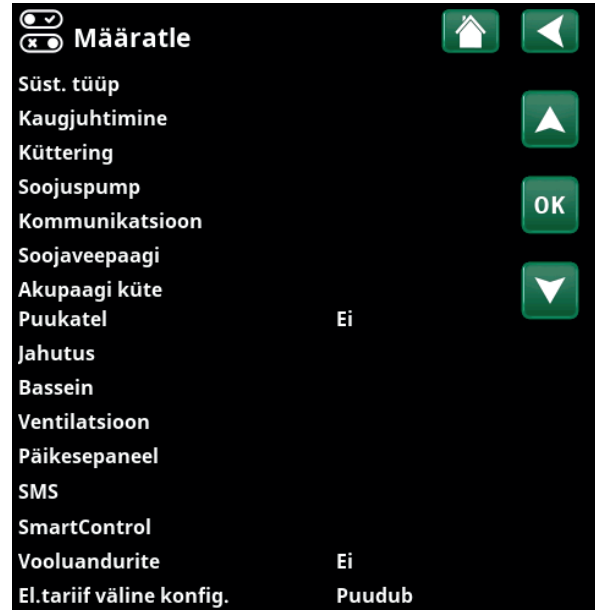 Määratle
Süst. tüüp
Kaugjuhtimine
Küttering
Soojuspump
OK
Kommunikatsioon
Soojaveepaagi
Akupaagi küte
Puukatel Ei
Jahutus
Bassein
Ventilatsioon
Päikesepaneel
SMS
SmartControl
Vooluandurite Ei
El.tariif väline konfig. Puudub